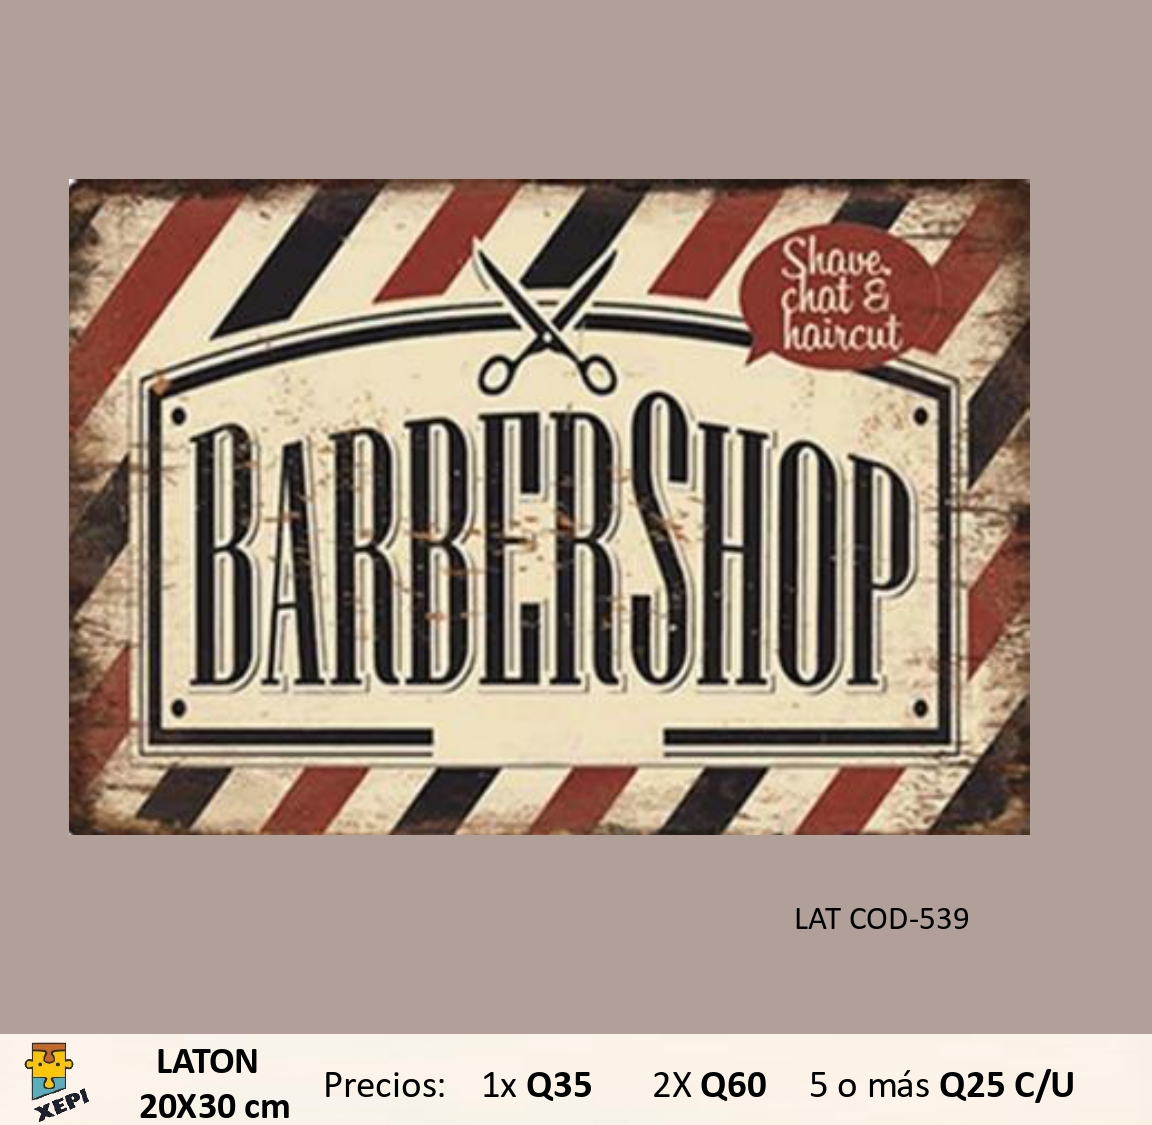 Shave,
chat &
haircut
BARBERSHOP
LAT COD-539
XEPI
LATON
20X30 cm
Precios: 1x Q35 2X Q60 5 o más Q25 C/U